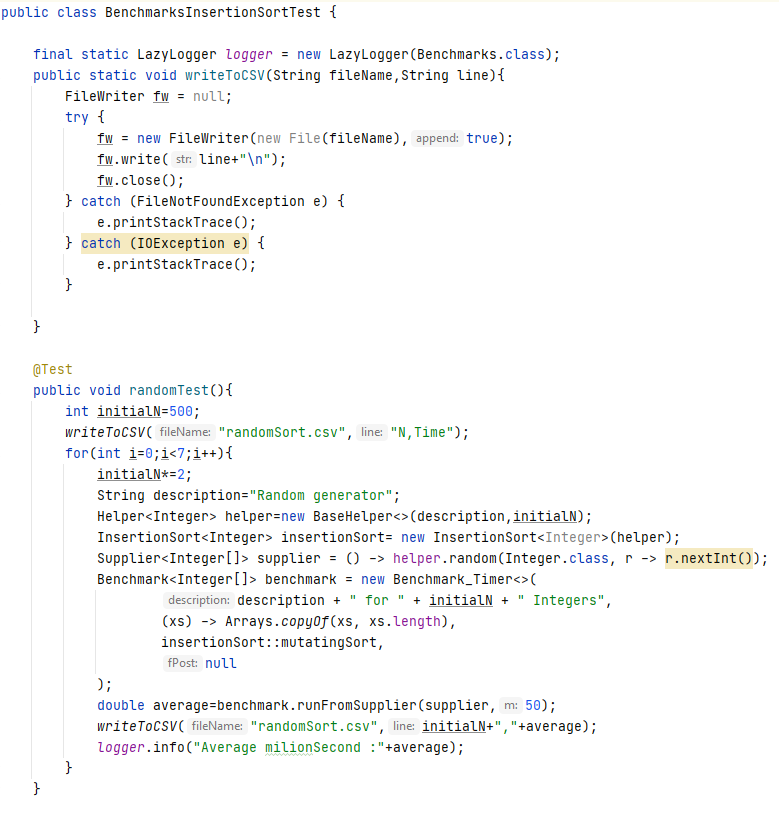 public class BenchmarksInsertionSortTest {
final static LazyLogger logger = new LazyLogger(Benchmarks.class);
public static void writeToCSV(String fileName,String line){
FileWriter fw = null;
try {
fw = new FileWriter(new File(fileName), append: true);
fw.write( str: line+"\n");
fw.close();
} catch (FileNotFoundException e) {
e.printStackTrace();
} catch (IOException e) {
e.printStackTrace();
}
}
@Test
public void randomTest(){
int initialN=500;
writeToCSV( fileName: "randomSort.csv", line: "N,Time");
for(int i=0;i<7;i++){
initialN*=2;
String description="Random generator";
Helper<Integer> helper=new BaseHelper<>(description,initialN);
InsertionSort<Integer> insertionSort= new InsertionSort<Integer>(helper);
Supplier<Integer[]> supplier = () -> helper.random(Integer.class, r -> r.nextInt());
Benchmark<Integer[]> benchmark = new Benchmark_Timer<>(
description: description + " for " + initialN + " Integers",
(xs) -> Arrays.copyOf(xs, xs.length),
insertionSort::mutatingSort,
fPost: null
);
double average=benchmark.runFromSupplier(supplier, m: 50);
writeToCSV( fileName: "randomSort.csv", line: initialN+","+average);
logger.info("Average milionSecond :"+average);
}
}